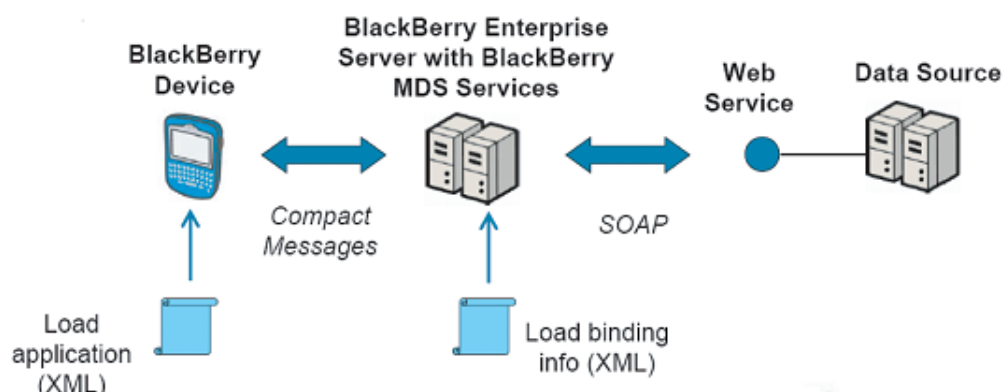 BlackBerry
Device
BlackBerry Enterprise
Server with BlackBerry
MDS Services
Web
Service
Data Source
Compact
Messages
SOAP
Load
application
(XML)
Load binding
info (XML)